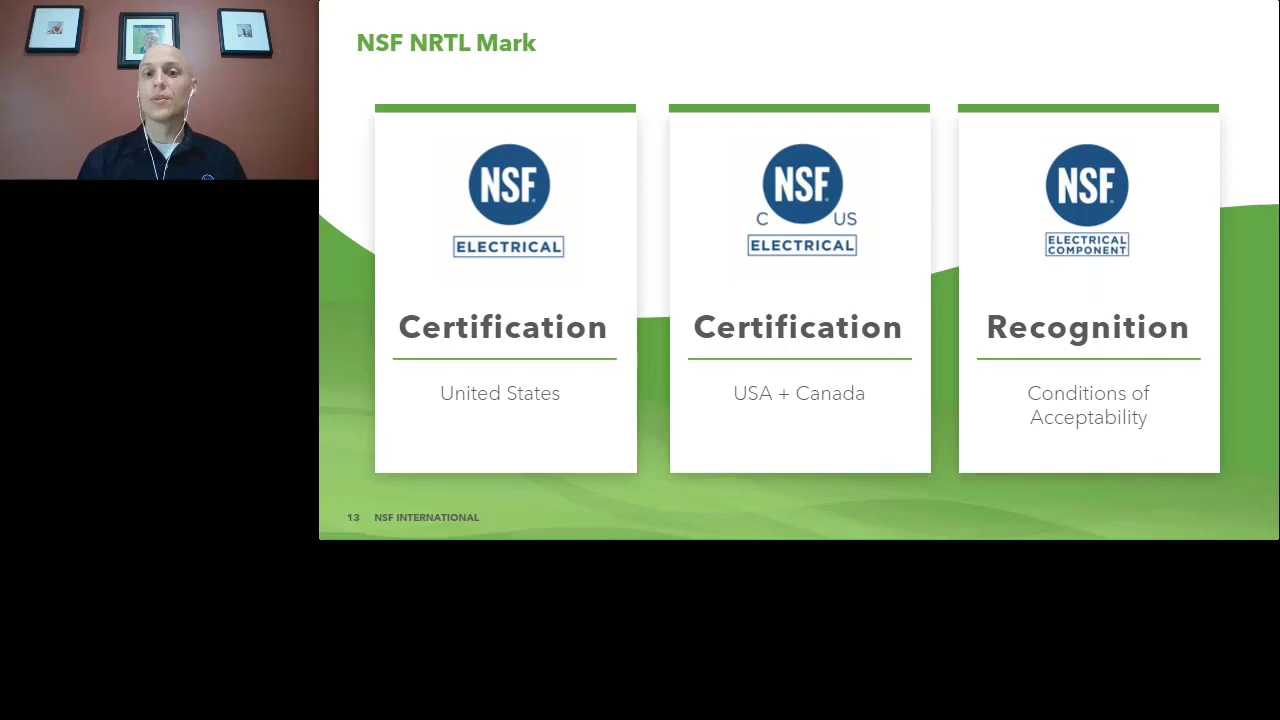 NSF NRTL Mark
NSF
ELECTRICAL
Certification
United States
NSF
C US
ELECTRICAL
Certification
USA + Canada
NSF
ELECTRICAL
COMPONENT
Recognition
Conditions of
Acceptability
13 NSF INTERNATIONAL